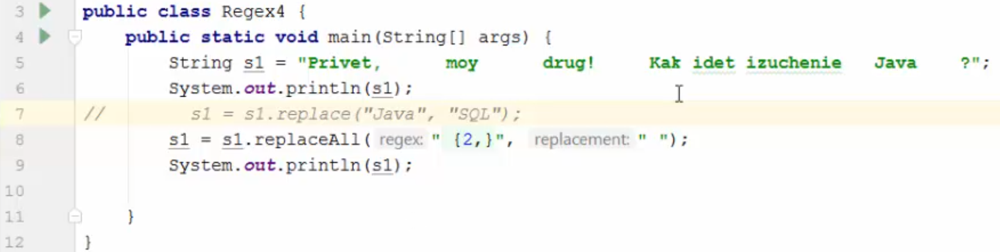 3 public class Regex4 {
4     public static void main(String[] args) {
5         String s1 = "Privet,      moy      drug!     Kak idet izuchenie   Java    ?";
6         System.out.println(s1);
7 //        s1 = s1.replace("Java", "SQL");
8         s1 = s1.replaceAll( regex: " {2,}", replacement: " ");
9         System.out.println(s1);
10
11     }
12 }